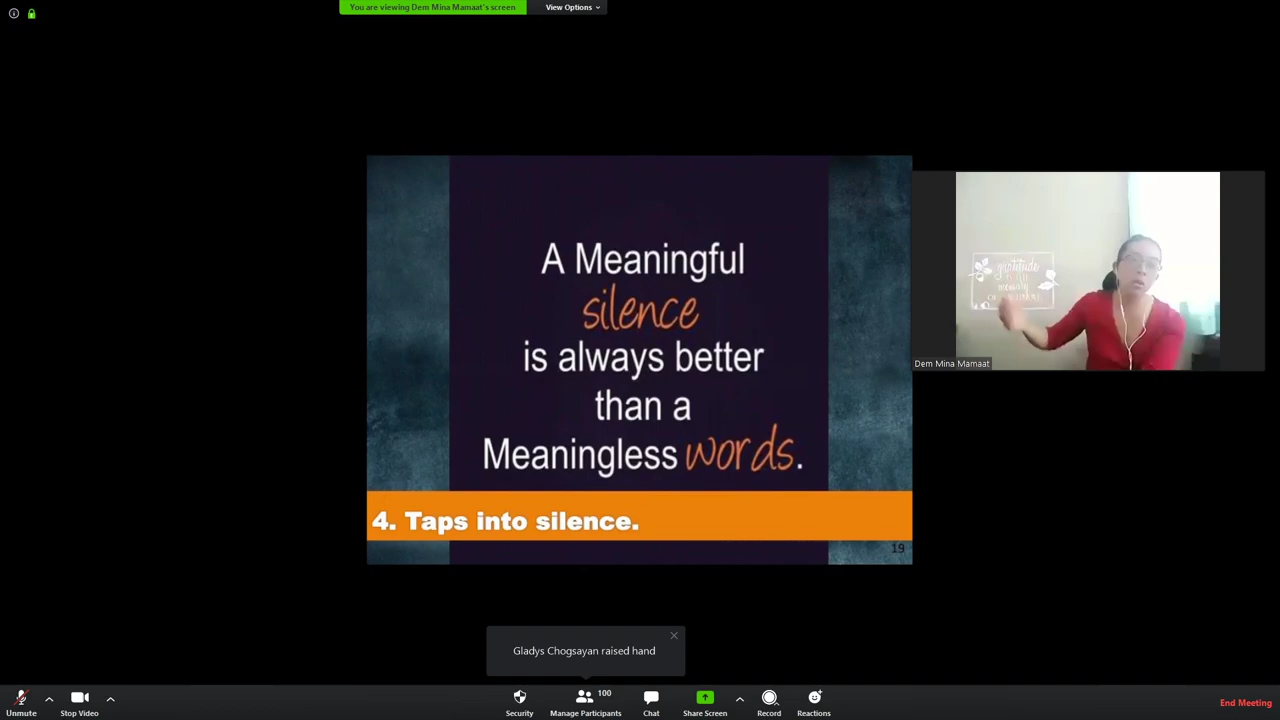 You are viewing Dem Mina Mamaat's screen
View Options
A Meaningful
silence
is always better
than a
Meaningless words.
4. Taps into silence.
19
gratitude
Dem Mina Mamaat
Gladys Chogsayan raised hand
100
Unmute
Stop Video
Security
Manage Participants
Chat
Share Screen
Record
Reactions
End Meeting